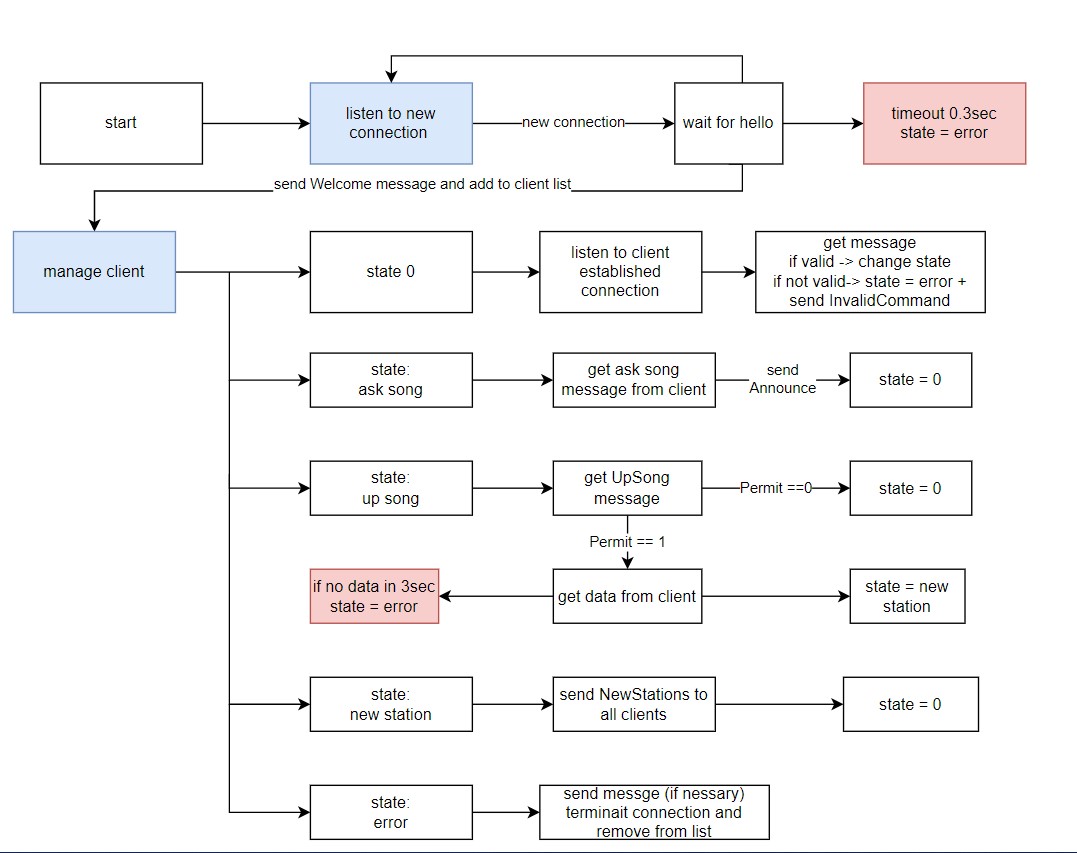 start
listen to new
connection
new connection
wait for hello
timeout 0.3sec
state = error
send Welcome message and add to client list
manage client
state 0
listen to client
established
connection
get message
if valid -> change state
if not valid-> state = error +
send InvalidCommand
state:
ask song
get ask song
message from client
send
Announce
state = 0
state:
up song
get UpSong
message
Permit ==0
state = 0
Permit == 1
if no data in 3sec
state = error
get data from client
state = new
station
state:
new station
send NewStations to
all clients
state = 0
state:
error
send messge (if nessary)
terminait connection and
remove from list